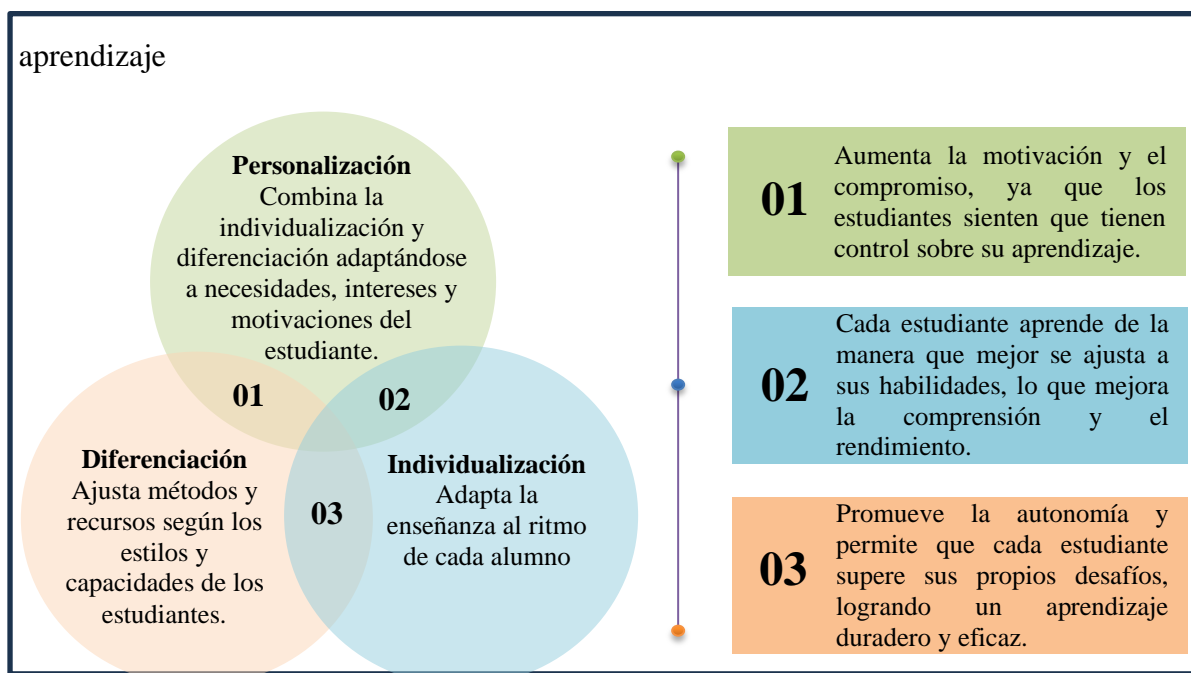 aprendizaje
Personalización
Combina la
individualización y
diferenciación adaptándose
a necesidades, intereses y
motivaciones del
estudiante.
01
02
Diferenciación
Ajusta métodos y
recursos según los
estilos y
capacidades de los
estudiantes.
03
Individualización
Adapta la
enseñanza al ritmo
de cada alumno
01
Aumenta la motivación y el
compromiso, ya que los
estudiantes sienten que tienen
control sobre su aprendizaje.
02
Cada estudiante aprende de la
manera que mejor se ajusta a
sus habilidades, lo que mejora
la comprensión y el
rendimiento.
03
Promueve la autonomía y
permite que cada estudiante
supere sus propios desafíos,
logrando un aprendizaje
duradero y eficaz.